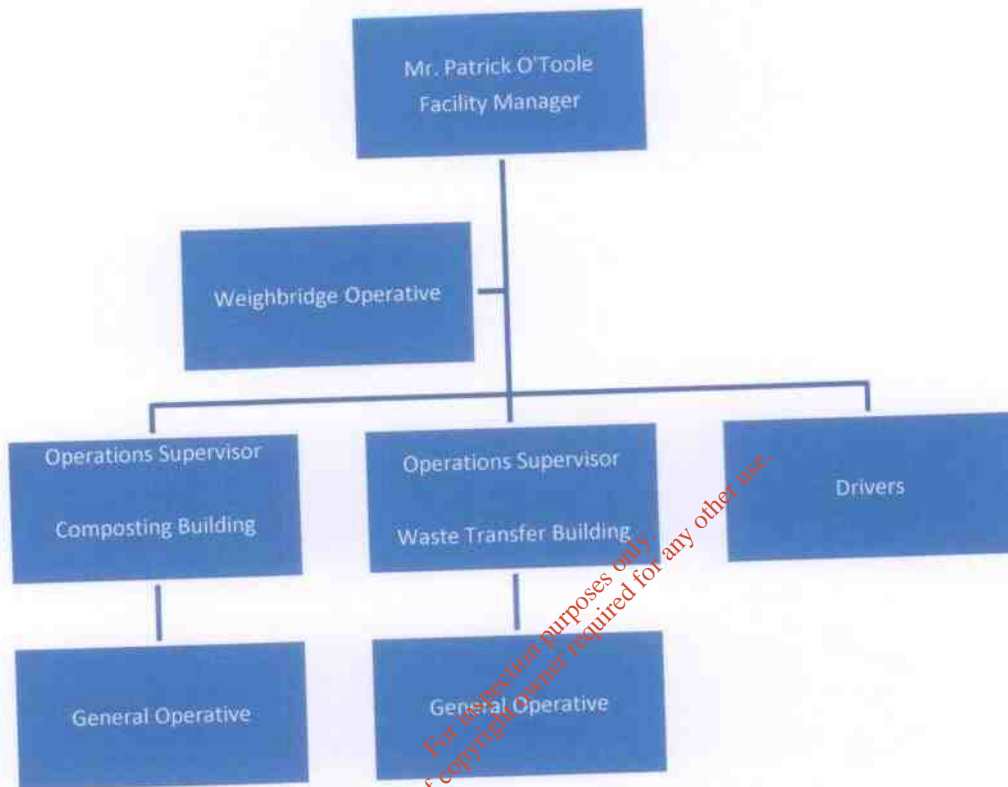 Mr. Patrick O'Toole
Facility Manager
Weighbridge Operative
Operations Supervisor
Composting Building
Operations Supervisor
Waste Transfer Building
Drivers
General Operative
General Operative
For inspection purposes only.
of copyright owner required for any other use.